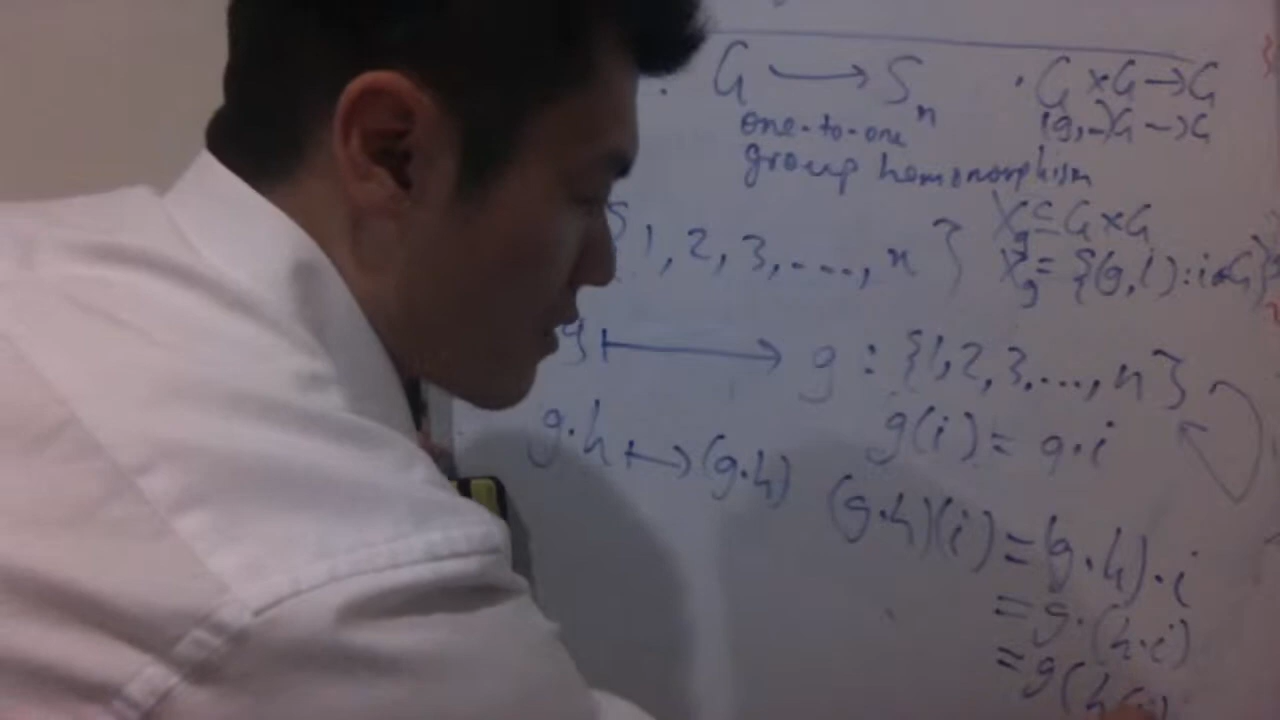 . G → Sₙ
one-to-one
group homomorphism
· G × G → G
(g,–)G → G
X_g ⊆ G × G
X_g = {(g,i) : i ∈ G}
{1, 2, 3, ..., n}
g ↦ g : {1,2,3,...,n}
g(i) = g·i
g·h ↦ (g·h)
(g·h)(i) = (g·h)·i
= g·(h·i)
= g(h(i)